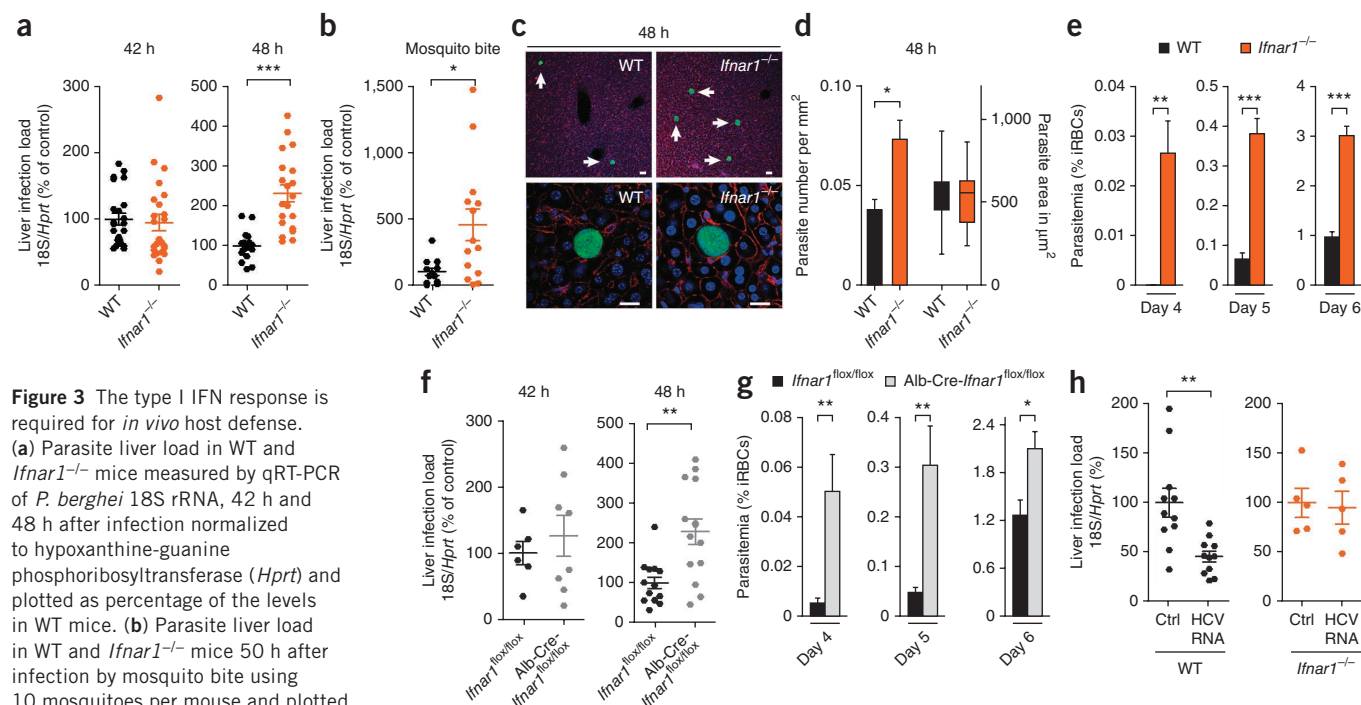 a
42 h
48 h
Liver infection load
18S/Hprt (% of control)
300
200
100
0
WT
Ifnar1–/–
500
400
300
200
100
0
***
WT
Ifnar1–/–
b
Mosquito bite
*
Liver infection load
18S/Hprt (% of control)
1,500
1,000
500
0
WT
Ifnar1–/–
c
48 h
WT
Ifnar1–/–
WT
Ifnar1–/–
d
48 h
*
Parasite number per mm2
0.10
0.05
0
WT
Ifnar1–/–
WT
Ifnar1–/–
1,000
500
0
Parasite area in μm2
e
WT
Ifnar1–/–
Parasitemia (% iRBCs)
0.04
0.03
0.02
0.01
0
**
Day 4
0.5
0.4
0.3
0.2
0.1
0
***
Day 5
4
3
2
1
0
***
Day 6
Figure 3 The type I IFN response is
required for in vivo host defense.
(a) Parasite liver load in WT and
Ifnar1–/– mice measured by qRT-PCR
of P. berghei 18S rRNA, 42 h and
48 h after infection normalized
to hypoxanthine-guanine
phosphoribosyltransferase (Hprt) and
plotted as percentage of the levels
in WT mice. (b) Parasite liver load
in WT and Ifnar1–/– mice 50 h after
infection by mosquito bite using
10 mosquitoes per mouse and plotted
f
42 h
48 h
Liver infection load
18S/Hprt (% of control)
300
200
100
0
Ifnar1flox/flox
Alb-Cre-
Ifnar1flox/flox
500
400
300
200
100
0
**
Ifnar1flox/flox
Alb-Cre-
Ifnar1flox/flox
g
Ifnar1flox/flox
Alb-Cre-Ifnar1flox/flox
Parasitemia (% iRBCs)
0.08
0.06
0.04
0.02
0
**
Day 4
0.4
0.3
0.2
0.1
0
**
Day 5
1.8
1.2
0.6
0
*
Day 6
h
Liver infection load
18S/Hprt (%)
200
150
100
50
0
**
Ctrl
HCV
RNA
WT
200
150
100
50
0
Ctrl
HCV
RNA
Ifnar1–/–